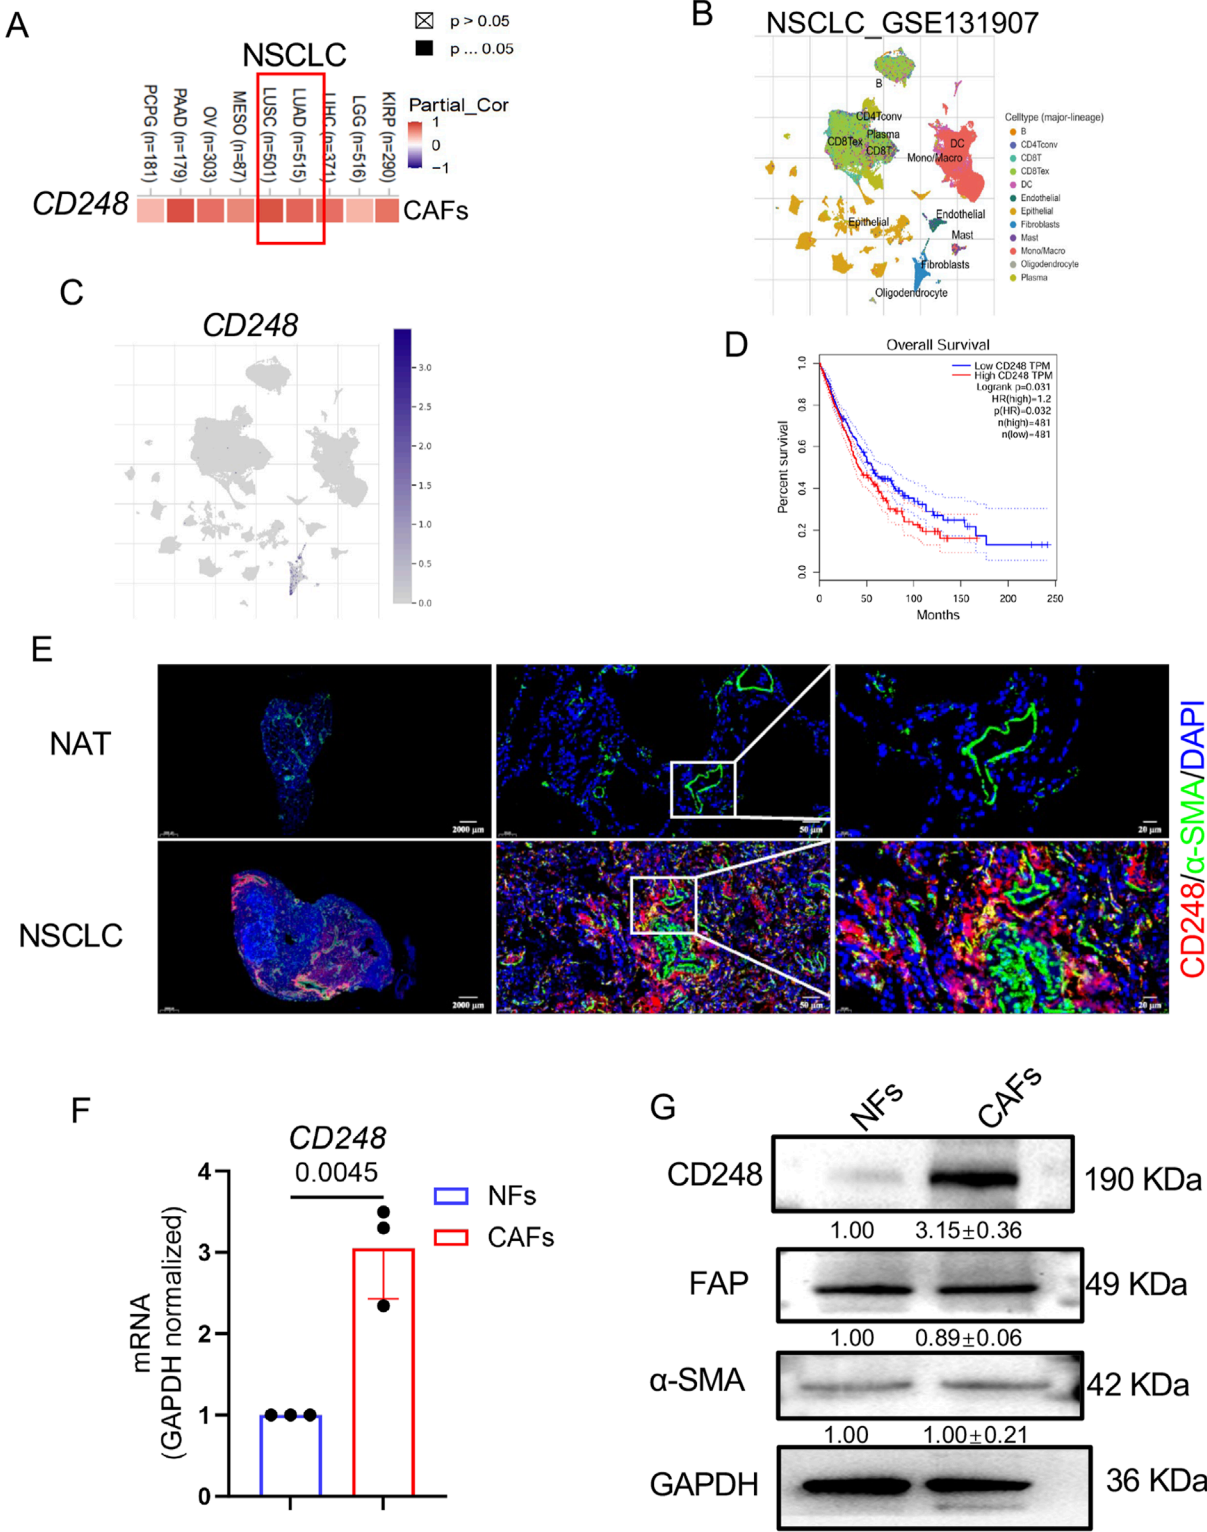 A
p > 0.05
p ... 0.05
NSCLC
PCPG (n=181)
PAAD (n=179)
OV (n=303)
MESO (n=87)
LUSC (n=501)
LUAD (n=515)
LIHC (n=371)
LGG (n=516)
KIRP (n=290)
Partial_Cor
1
0
−1
CD248
CAFs
B
NSCLC_GSE131907
B
CD4Tconv
Plasma
CD8Tex
CD8T
DC
Mono/Macro
Epithelial
Endothelial
Mast
Fibroblasts
Oligodendrocyte
Celltype (major-lineage)
B
CD4Tconv
CD8T
CD8Tex
DC
Endothelial
Epithelial
Fibroblasts
Mast
Mono/Macro
Oligodendrocyte
Plasma
C
CD248
3.0
2.5
2.0
1.5
1.0
0.5
0.0
D
Overall Survival
Low CD248 TPM
High CD248 TPM
Logrank p=0.031
HR(high)=1.2
p(HR)=0.032
n(high)=481
n(low)=481
Percent survival
1.0
0.8
0.6
0.4
0.2
0.0
0 50 100 150 200 250
Months
E
NAT
2000 μm
50 μm
20 μm
NSCLC
2000 μm
50 μm
20 μm
CD248/α-SMA/DAPI
F
CD248
0.0045
NFs
CAFs
mRNA
(GAPDH normalized)
4
3
2
1
0
G
NFs CAFs
CD248 190 KDa
1.00 3.15±0.36
FAP 49 KDa
1.00 0.89±0.06
α-SMA 42 KDa
1.00 1.00±0.21
GAPDH 36 KDa